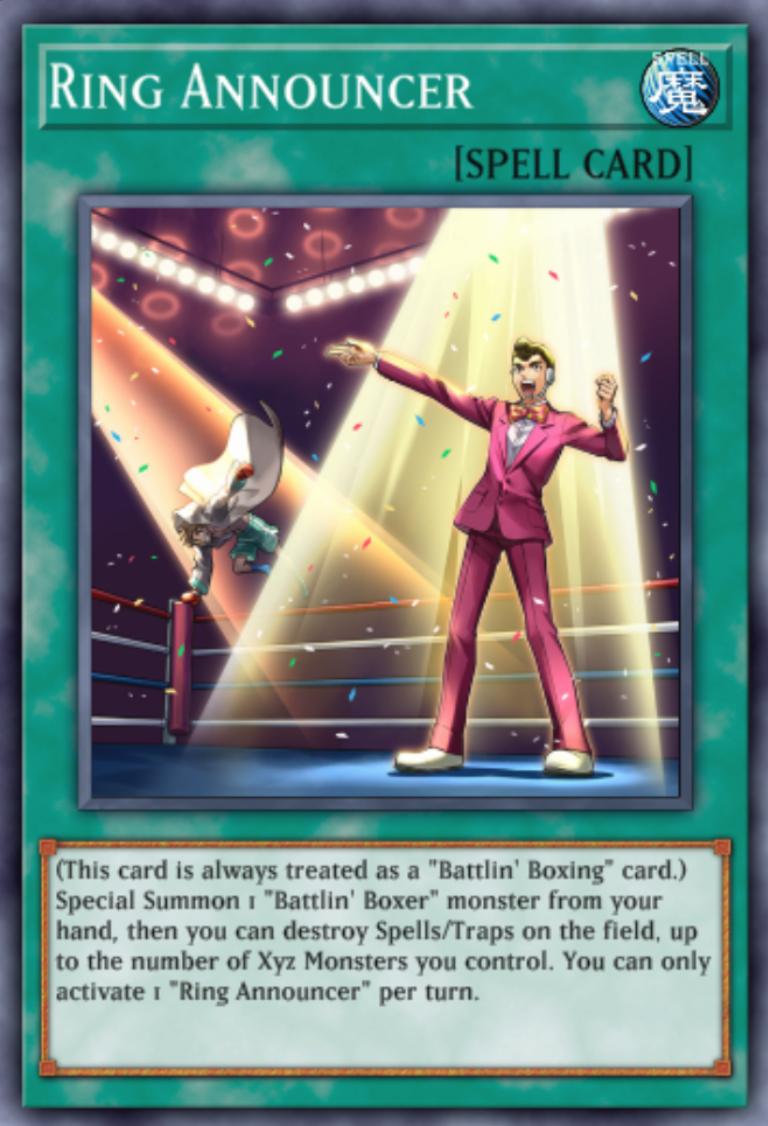 RING ANNOUNCER
SPELL
魔
[SPELL CARD]
(This card is always treated as a "Battlin' Boxing" card.)
Special Summon 1 "Battlin' Boxer" monster from your
hand, then you can destroy Spells/Traps on the field, up
to the number of Xyz Monsters you control. You can only
activate 1 "Ring Announcer" per turn.